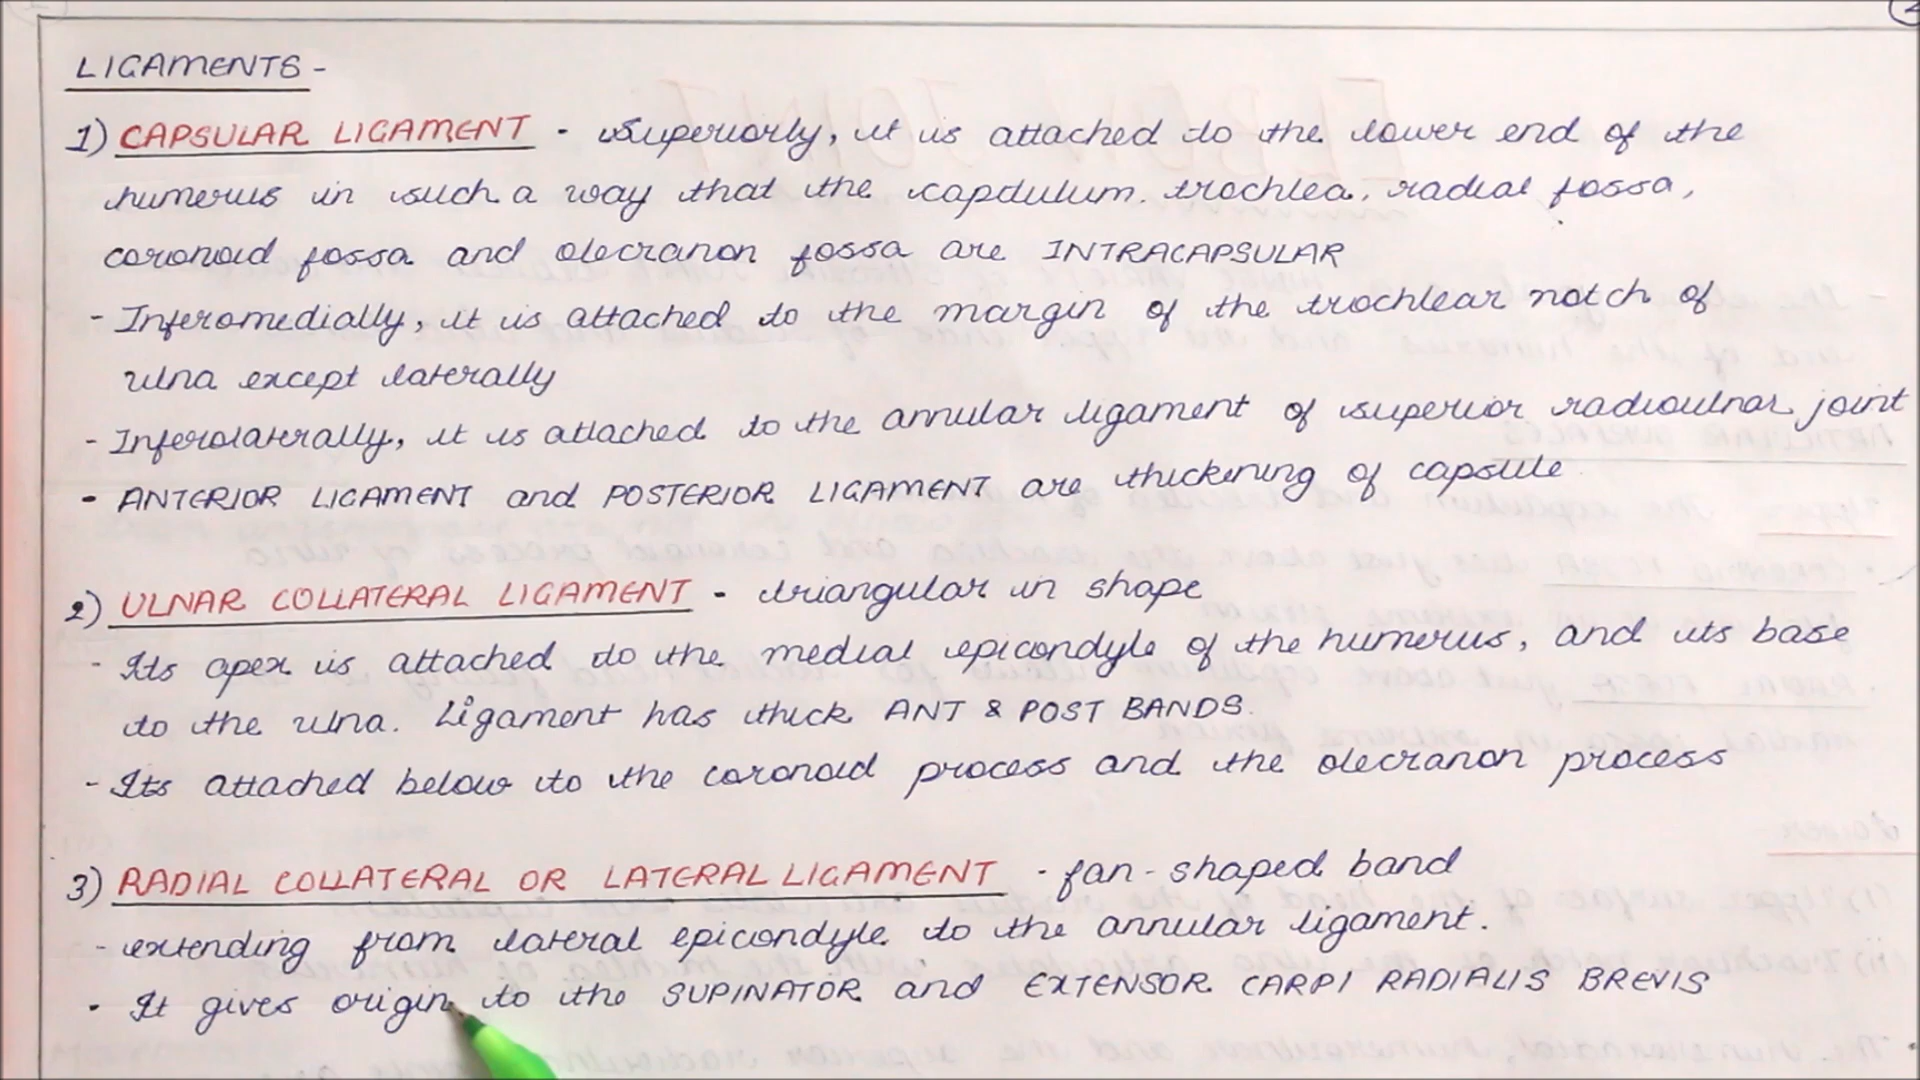 LIGAMENTS -
1) CAPSULAR LIGAMENT - Superiorly, it is attached to the lower end of the
humerus in such a way that the capdulum, trochlea, radial fossa,
coronoid fossa and olecranon fossa are INTRACAPSULAR
- Inferomedially, it is attached to the margin of the trochlear notch of
ulna except laterally
- Inferolaterally, it is attached to the annular ligament of superior radioulnar joint
- ANTERIOR LIGAMENT and POSTERIOR LIGAMENT are thickening of capsule
2) ULNAR COLLATERAL LIGAMENT - triangular in shape
- Its apex is attached to the medial epicondyle of the humerus, and its base
to the ulna. Ligament has thick ANT & POST BANDS.
- Its attached below to the coronoid process and the olecranon process
3) RADIAL COLLATERAL OR LATERAL LIGAMENT - fan-shaped band
- extending from lateral epicondyle to the annular ligament.
- It gives origin to the SUPINATOR and EXTENSOR CARPI RADIALIS BREVIS